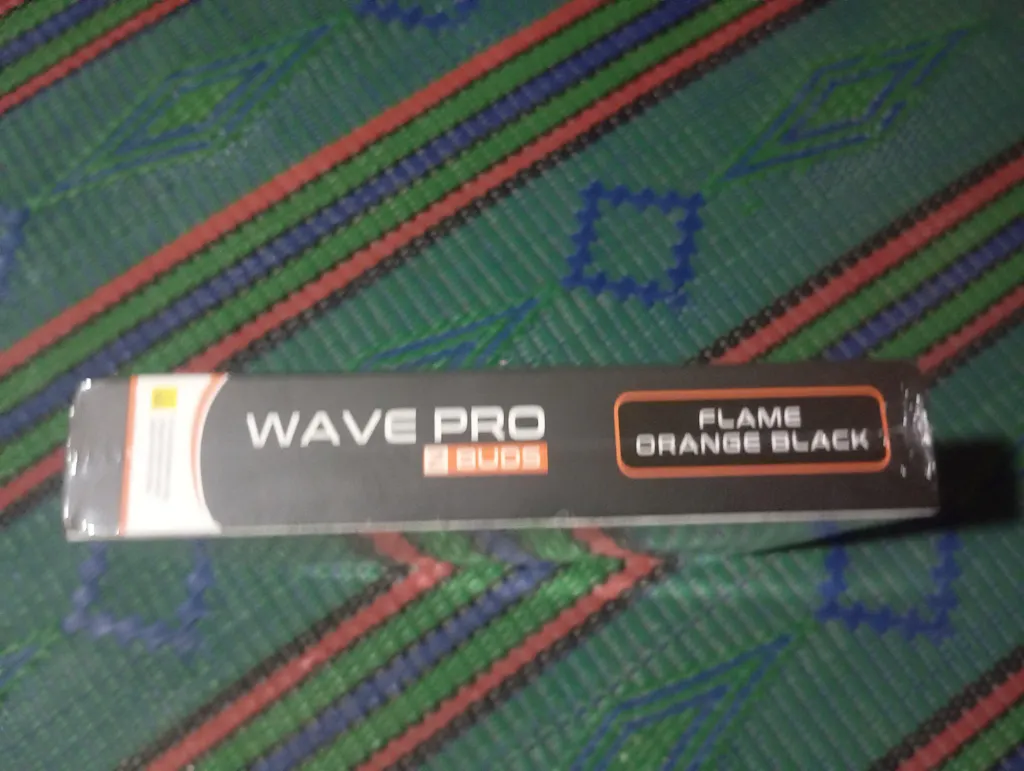 WAVE PRO
2 BUDS
FLAME
ORANGE BLACK